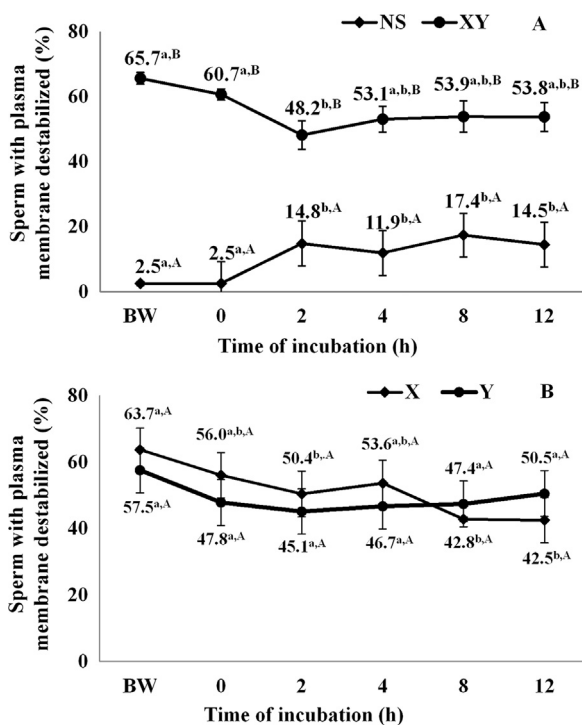 NS XY A
Sperm with plasma
membrane destabilized (%)
80
60
40
20
0
65.7a,B 60.7a,B 48.2b,B 53.1a,b,B 53.9a,b,B 53.8a,b,B
2.5a,A 2.5a,A 14.8b,A 11.9b,A 17.4b,A 14.5b,A
BW 0 2 4 8 12
Time of incubation (h)
X Y B
Sperm with plasma
membrane destabilized (%)
80
60
40
20
0
63.7a,A 56.0a,b,A 50.4b,A 53.6a,b,A 47.4a,A 50.5a,A
57.5a,A 47.8a,A 45.1a,A 46.7a,A 42.8b,A 42.5b,A
BW 0 2 4 8 12
Time of incubation (h)